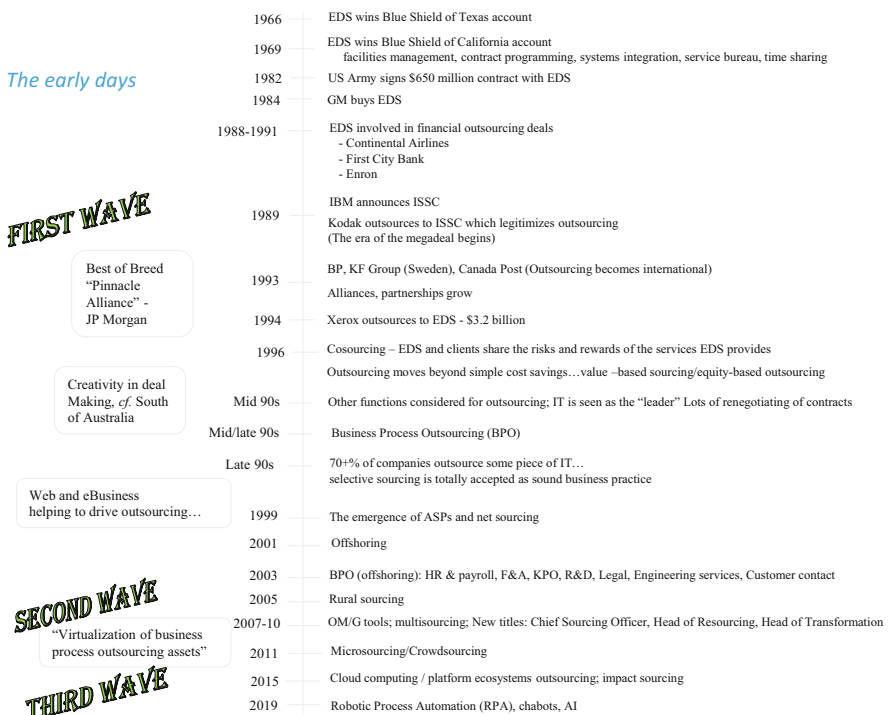 1966 EDS wins Blue Shield of Texas account
1969 EDS wins Blue Shield of California account
facilities management, contract programming, systems integration, service bureau, time sharing
The early days
1982 US Army signs $650 million contract with EDS
1984 GM buys EDS
1988-1991 EDS involved in financial outsourcing deals
- Continental Airlines
- First City Bank
- Enron
FIRST WAVE
1989 IBM announces ISSC
Kodak outsources to ISSC which legitimizes outsourcing
(The era of the megadeal begins)
Best of Breed
“Pinnacle
Alliance” -
JP Morgan
1993 BP, KF Group (Sweden), Canada Post (Outsourcing becomes international)
Alliances, partnerships grow
1994 Xerox outsources to EDS - $3.2 billion
1996 Cosourcing – EDS and clients share the risks and rewards of the services EDS provides
Outsourcing moves beyond simple cost savings…value –based sourcing/equity-based outsourcing
Creativity in deal
Making, cf. South
of Australia
Mid 90s Other functions considered for outsourcing; IT is seen as the “leader” Lots of renegotiating of contracts
Mid/late 90s Business Process Outsourcing (BPO)
Late 90s 70+% of companies outsource some piece of IT…
selective sourcing is totally accepted as sound business practice
Web and eBusiness
helping to drive outsourcing…
1999 The emergence of ASPs and net sourcing
2001 Offshoring
2003 BPO (offshoring): HR & payroll, F&A, KPO, R&D, Legal, Engineering services, Customer contact
SECOND WAVE
2005 Rural sourcing
2007-10 OM/G tools; multisourcing; New titles: Chief Sourcing Officer, Head of Resourcing, Head of Transformation
“Virtualization of business
process outsourcing assets”
2011 Microsourcing/Crowdsourcing
THIRD WAVE
2015 Cloud computing / platform ecosystems outsourcing; impact sourcing
2019 Robotic Process Automation (RPA), chabots, AI